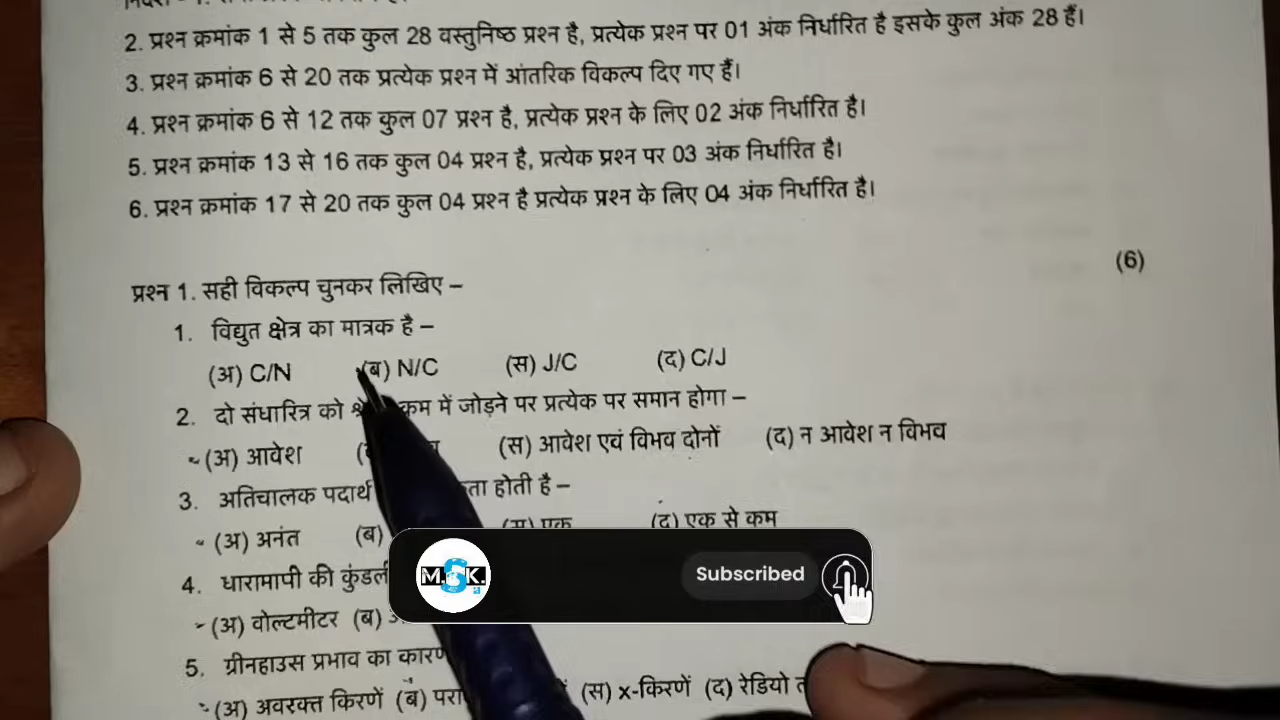 2. प्रश्न क्रमांक 1 से 5 तक कुल 28 वस्तुनिष्ठ प्रश्न है, प्रत्येक प्रश्न पर 01 अंक निर्धारित है इसके कुल अंक 28 हैं।
3. प्रश्न क्रमांक 6 से 20 तक प्रत्येक प्रश्न में आंतरिक विकल्प दिए गए हैं।
4. प्रश्न क्रमांक 6 से 12 तक कुल 07 प्रश्न है, प्रत्येक प्रश्न के लिए 02 अंक निर्धारित है।
5. प्रश्न क्रमांक 13 से 16 तक कुल 04 प्रश्न है, प्रत्येक प्रश्न पर 03 अंक निर्धारित है।
6. प्रश्न क्रमांक 17 से 20 तक कुल 04 प्रश्न है प्रत्येक प्रश्न के लिए 04 अंक निर्धारित है।
(6)
प्रश्न 1. सही विकल्प चुनकर लिखिए –
1. विद्युत क्षेत्र का मात्रक है –
(अ) C/N (ब) N/C (स) J/C (द) C/J
2. दो संधारित्र को क्रम में जोड़ने पर प्रत्येक पर समान होगा –
(अ) आवेश (स) आवेश एवं विभव दोनों (द) न आवेश न विभव
3. अतिचालक पदार्थ होती है –
(अ) अनंत (ब) (स) एक (द) एक से कम
4. धारामापी की कुंडली
(अ) वोल्टमीटर (ब)
5. ग्रीनहाउस प्रभाव का कारण
(अ) अवरक्त किरणें (ब) (स) x-किरणें (द) रेडियो
M.S.K.
Subscribed